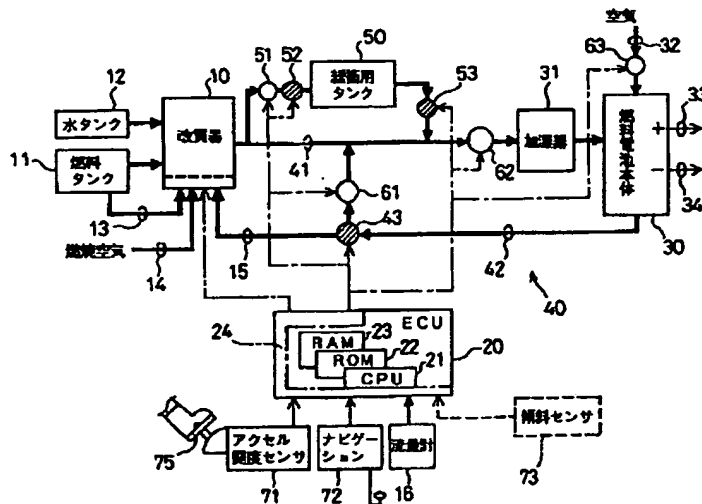 空気
12
10
51
52
50
53
63
32
水タンク
改質器
緩衝用
タンク
31
33
11
燃料
タンク
41
加湿器
燃料電池本体
+
−
62
61
34
13
43
30
燃焼空気
14
15
42
40
24
ECU
RAM
23
ROM
22
CPU
21
20
75
アクセル
開度センサ
ナビゲー
ション
流量計
傾斜センサ
71
72
16
73